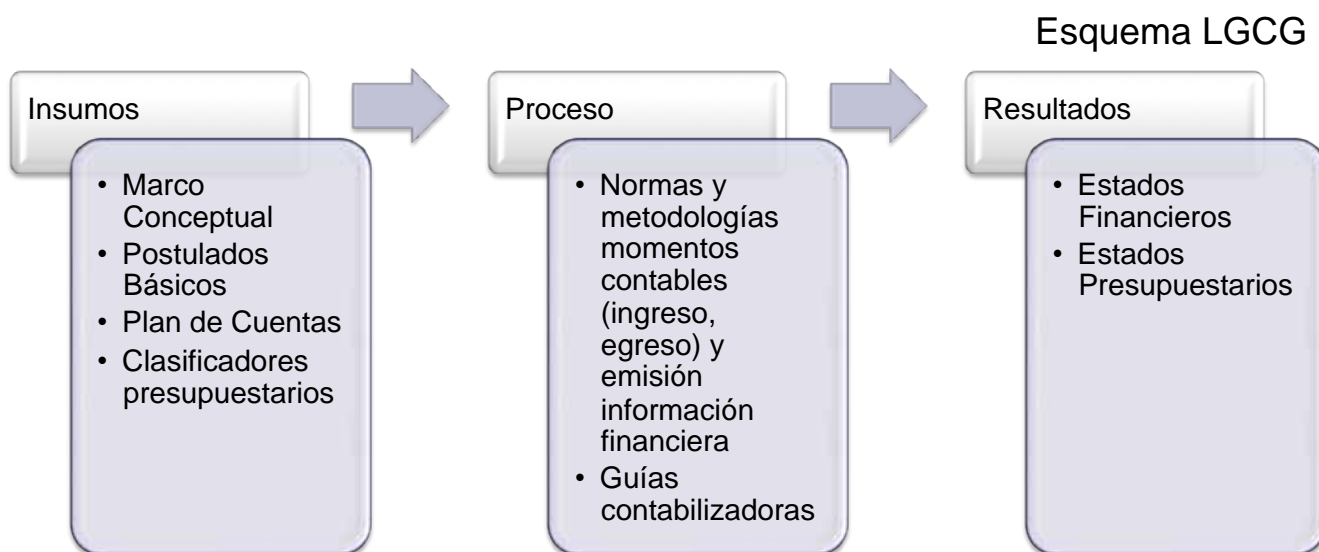 Esquema LGCG
Insumos
• Marco
Conceptual
• Postulados
Básicos
• Plan de Cuentas
• Clasificadores
presupuestarios
Proceso
• Normas y
metodologías
momentos
contables
(ingreso,
egreso) y
emisión
información
financiera
• Guías
contabilizadoras
Resultados
• Estados
Financieros
• Estados
Presupuestarios